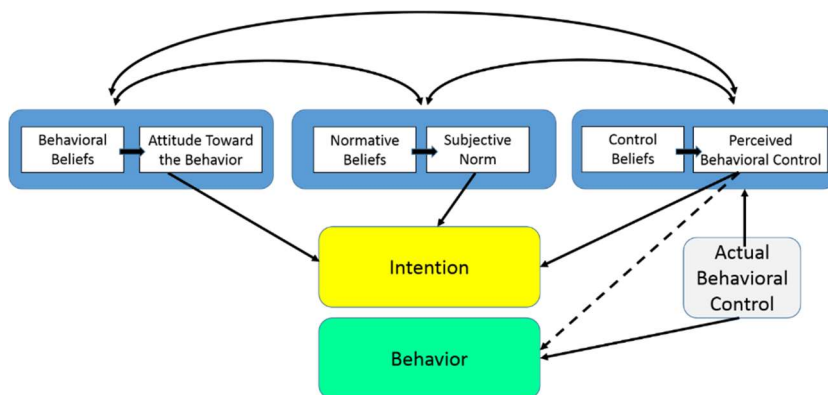 Behavioral
Beliefs
Attitude Toward
the Behavior
Normative
Beliefs
Subjective
Norm
Control
Beliefs
Perceived
Behavioral Control
Intention
Actual
Behavioral
Control
Behavior